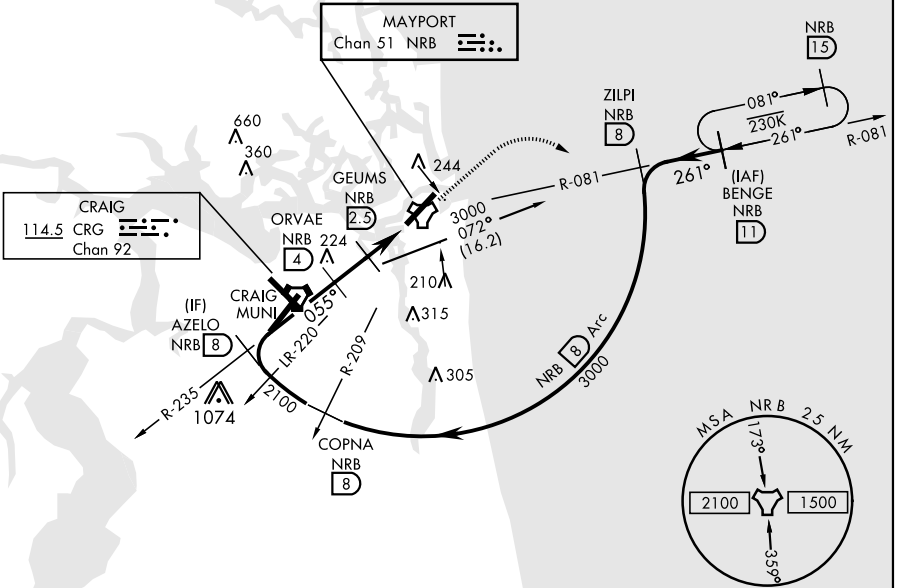 MAYPORT
Chan 51 NRB
NRB
15
081°
230K
261°
R-081
ZILPI
NRB
8
660
360
244
GEUMS
NRB
2.5
R-081
261°
(IAF)
BENGE
NRB
11
3000
072°
(16.2)
CRAIG
114.5 CRG
Chan 92
ORVAE
NRB
4
224
210
CRAIG
MUNI
055°
315
(IF)
AZELO
NRB 8
LR-220
R-209
305
NRB 8 Arc
3000
R-235
1074
2100
COPNA
NRB
8
MSA NRB 25 NM
173°
2100
1500
359°